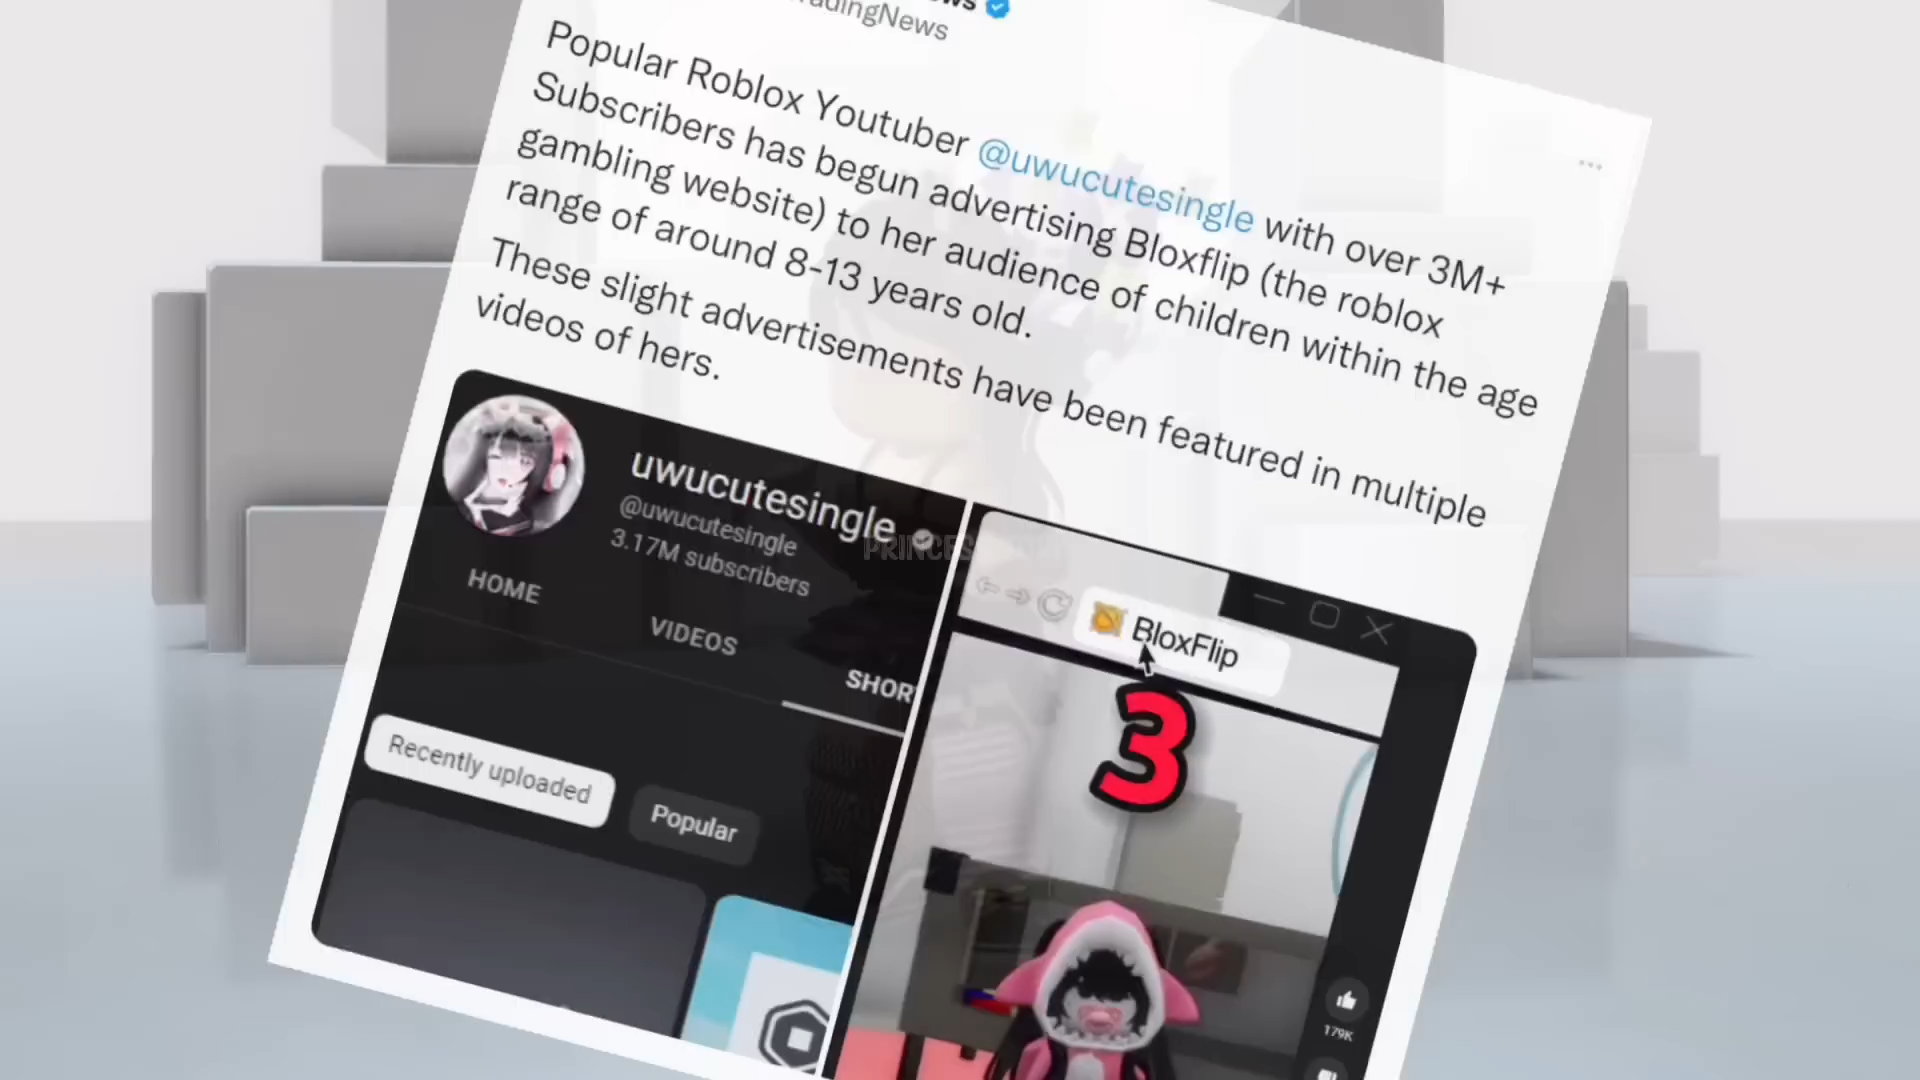 Popular Roblox Youtuber @uwucutesingle with over 3M+
Subscribers has begun advertising Bloxflip (the roblox
gambling website) to her audience of children within the age
range of around 8-13 years old.
These slight advertisements have been featured in multiple
videos of hers.
uwucutesingle
@uwucutesingle
3.17M subscribers
HOME
VIDEOS
SHOR
Recently uploaded
Popular
BloxFlip
3
179K